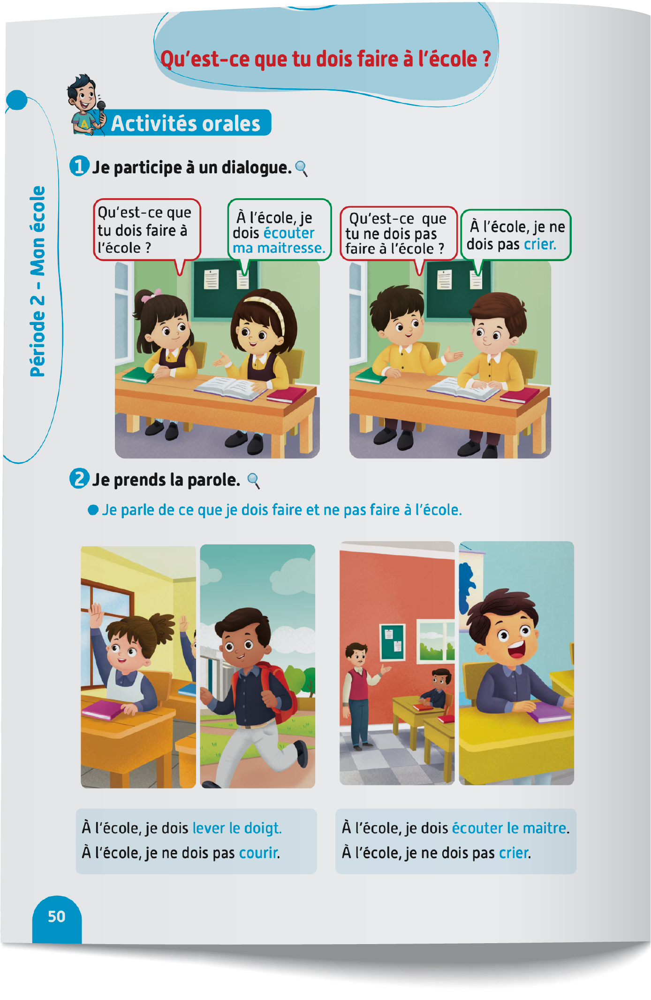 Qu'est-ce que tu dois faire à l'école ?
A
Activités orales
Période 2 - Mon école
1 Je participe à un dialogue.
Qu'est-ce que
tu dois faire à
l'école ?
À l'école, je
dois écouter
ma maitresse.
Qu'est-ce que
tu ne dois pas
faire à l'école ?
À l'école, je ne
dois pas crier.
2 Je prends la parole.
● Je parle de ce que je dois faire et ne pas faire à l'école.
À l'école, je dois lever le doigt.
À l'école, je ne dois pas courir.
À l'école, je dois écouter le maitre.
À l'école, je ne dois pas crier.
50